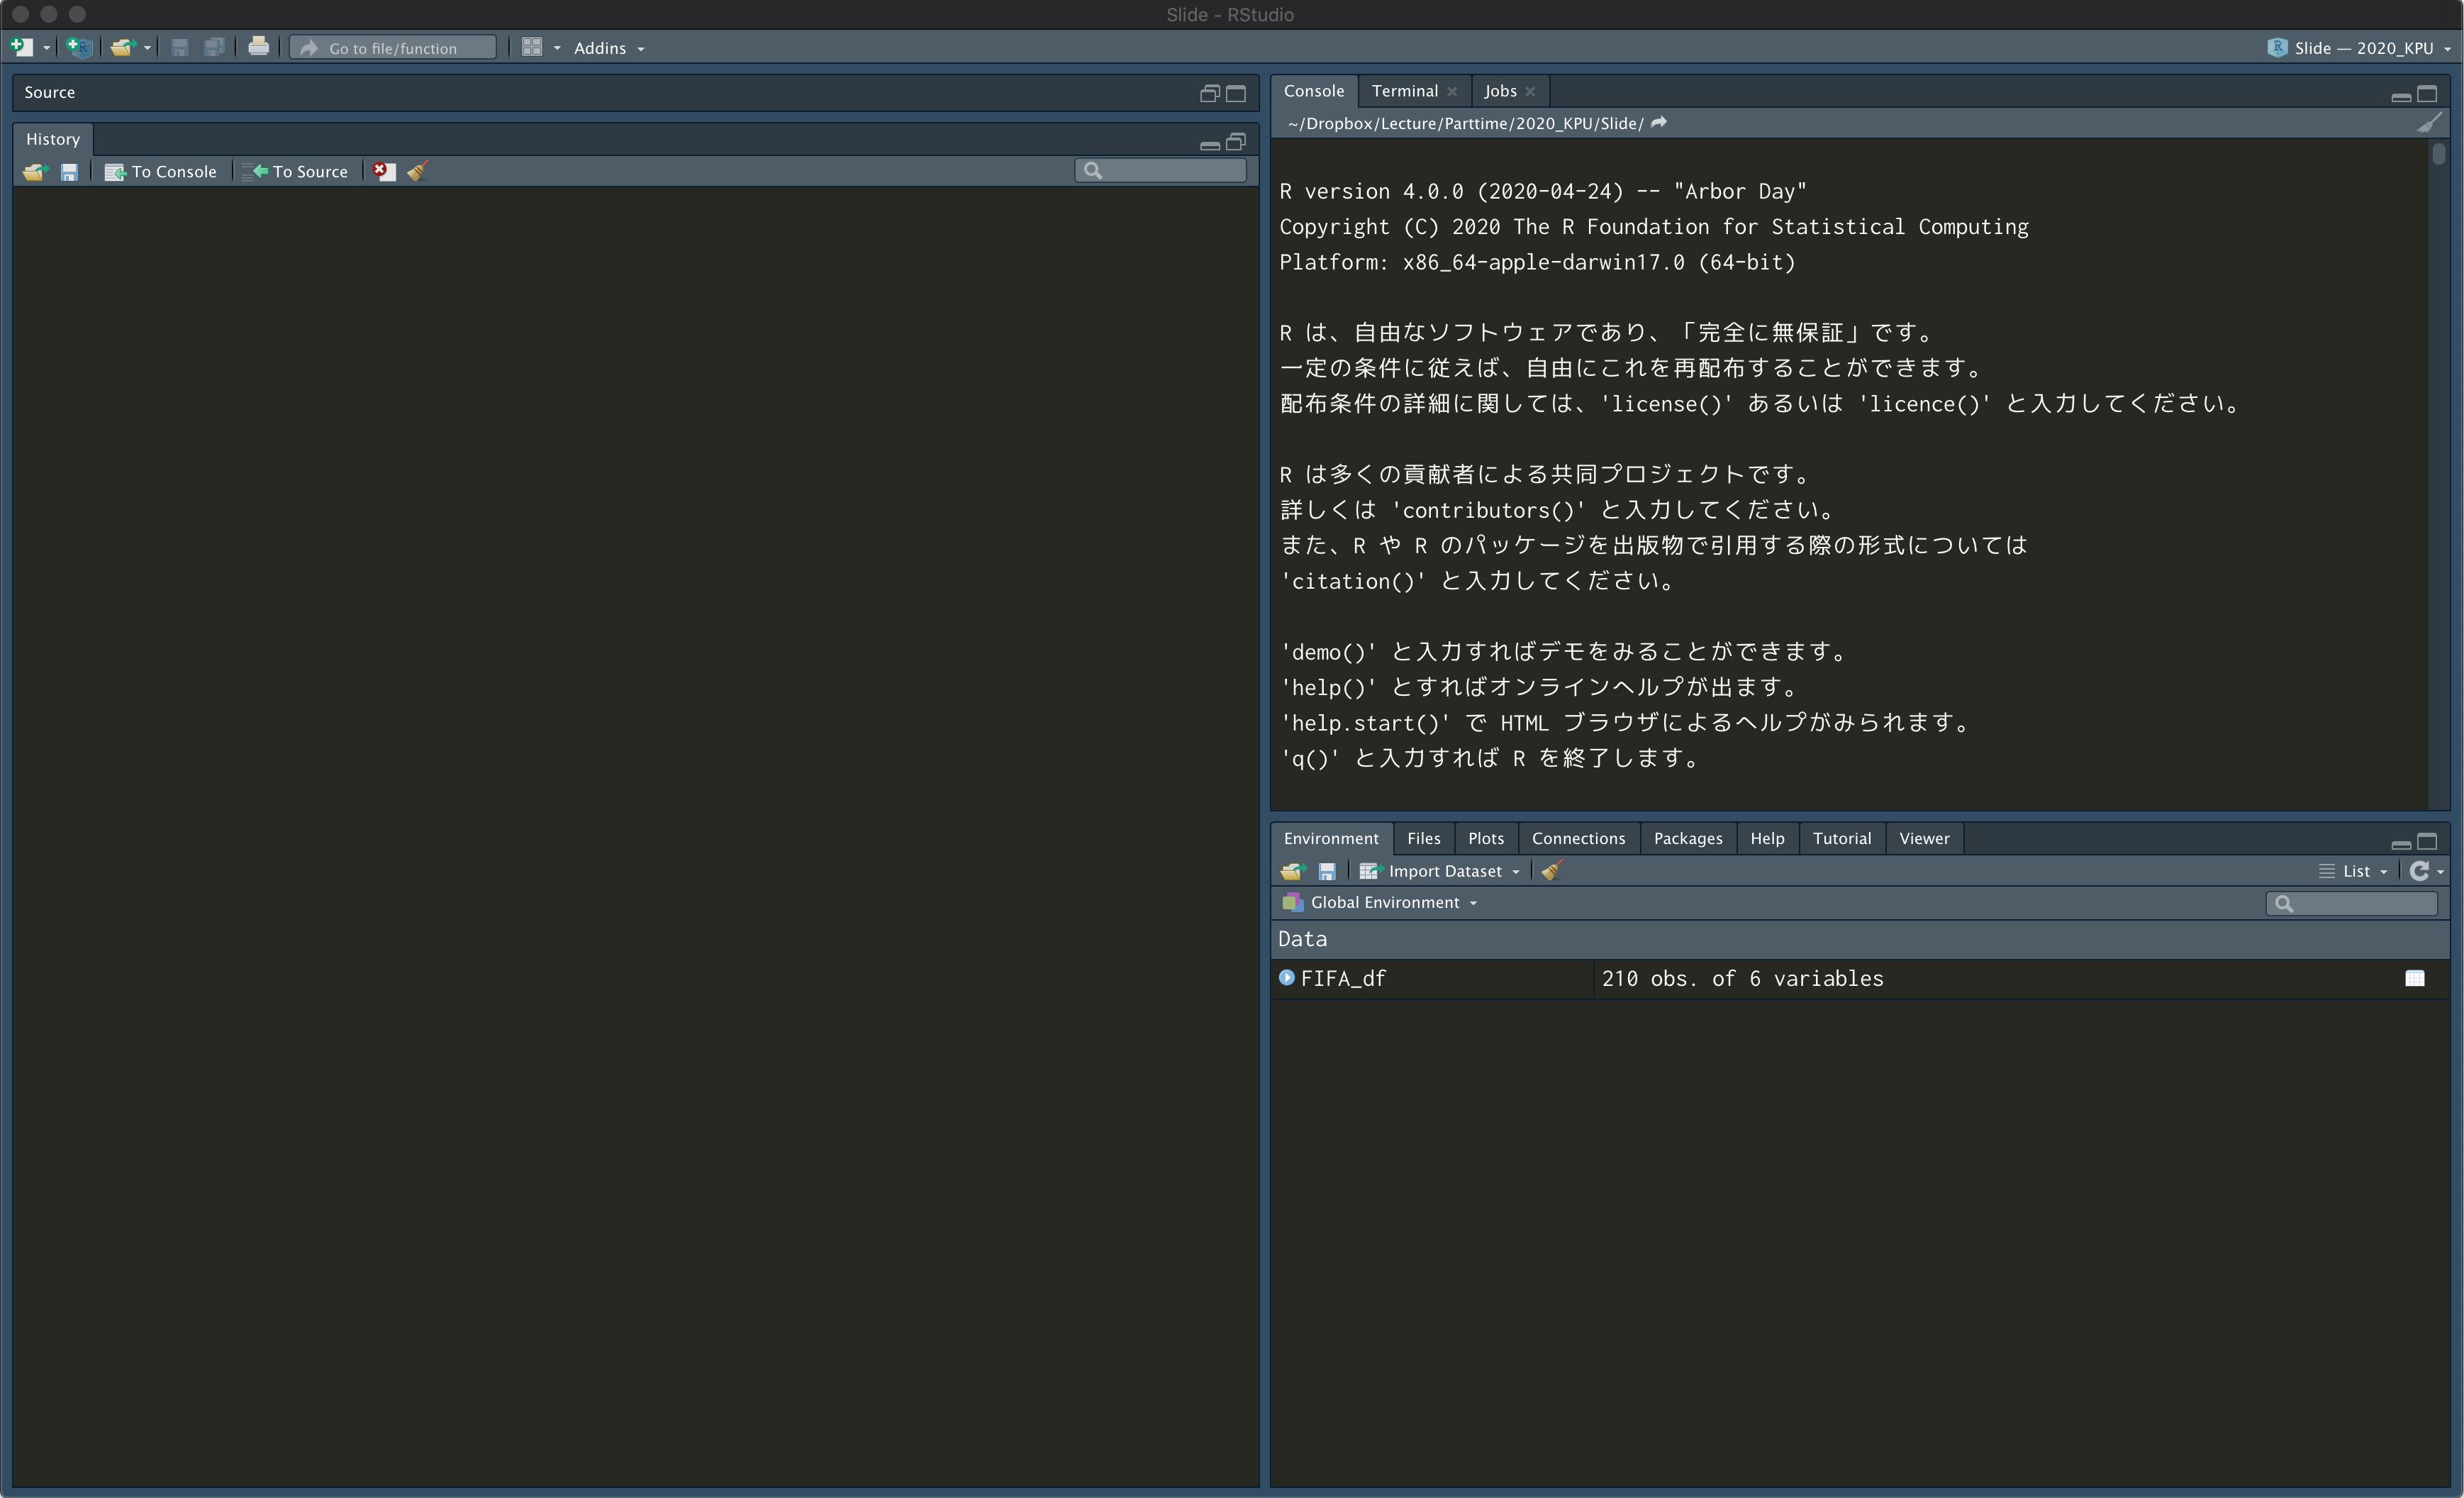 Slide - RStudio
Go to file/function
Addins
Slide — 2020_KPU
Source
History
To Console
To Source
Console
Terminal
Jobs
~/Dropbox/Lecture/Parttime/2020_KPU/Slide/
R version 4.0.0 (2020-04-24) -- "Arbor Day"
Copyright (C) 2020 The R Foundation for Statistical Computing
Platform: x86_64-apple-darwin17.0 (64-bit)
R は、自由なソフトウェアであり、「完全に無保証」です。
一定の条件に従えば、自由にこれを再配布することができます。
配布条件の詳細に関しては、'license()' あるいは 'licence()' と入力してください。
R は多くの貢献者による共同プロジェクトです。
詳しくは 'contributors()' と入力してください。
また、R や R のパッケージを出版物で引用する際の形式については
'citation()' と入力してください。
'demo()' と入力すればデモをみることができます。
'help()' とすればオンラインヘルプが出ます。
'help.start()' で HTML ブラウザによるヘルプがみられます。
'q()' と入力すれば R を終了します。
Environment
Files
Plots
Connections
Packages
Help
Tutorial
Viewer
Import Dataset
List
Global Environment
Data
FIFA_df
210 obs. of 6 variables